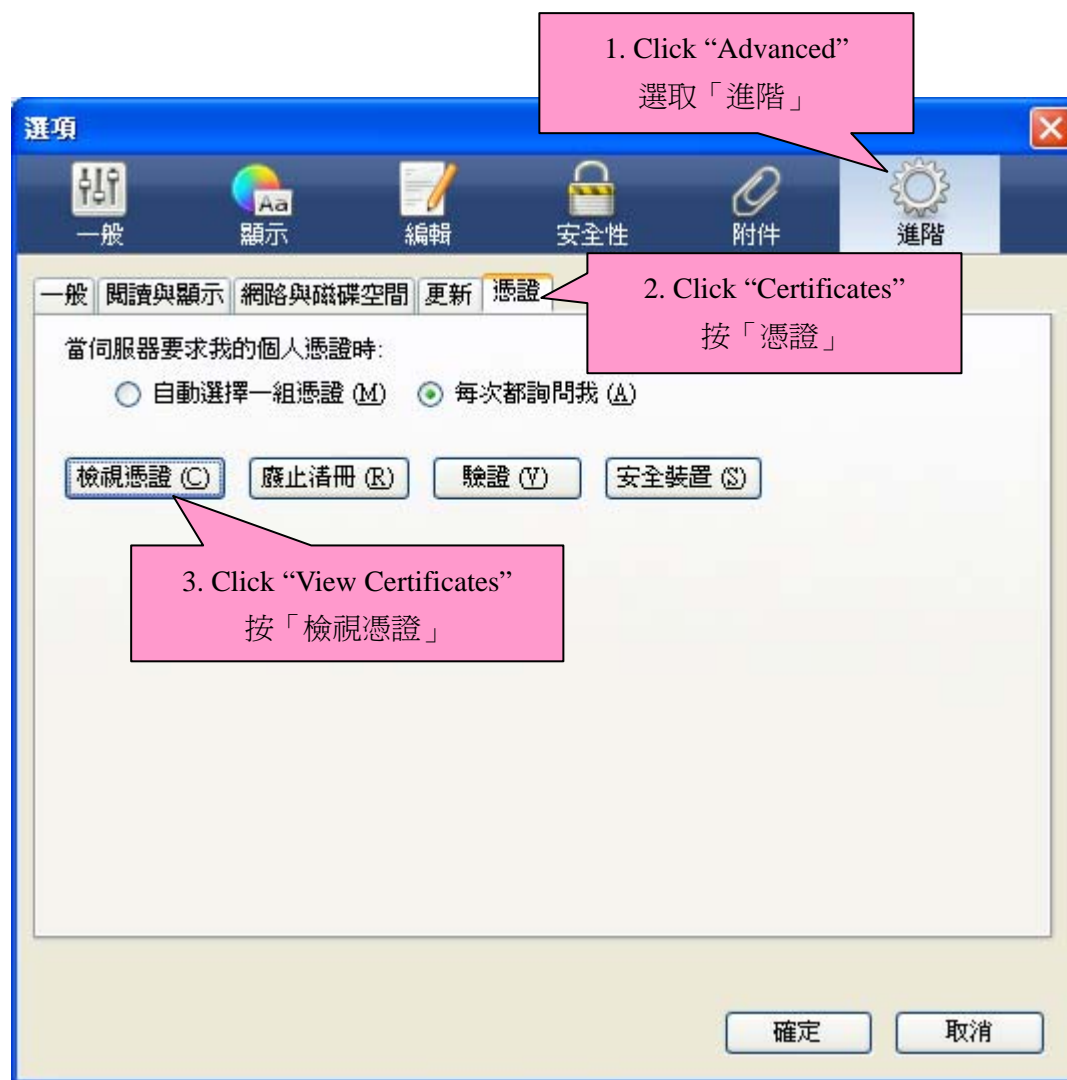 1. Click “Advanced”
選取「進階」
選項
一般
Aa
顯示
編輯
安全性
附件
進階
一般 閱讀與顯示 網路與磁碟空間 更新 憑證
2. Click “Certificates”
按「憑證」
當伺服器要求我的個人憑證時:
自動選擇一組憑證 (M) 每次都詢問我 (A)
檢視憑證 (C) 廢止清冊 (R) 驗證 (Y) 安全裝置 (S)
3. Click “View Certificates”
按「檢視憑證」
確定 取消